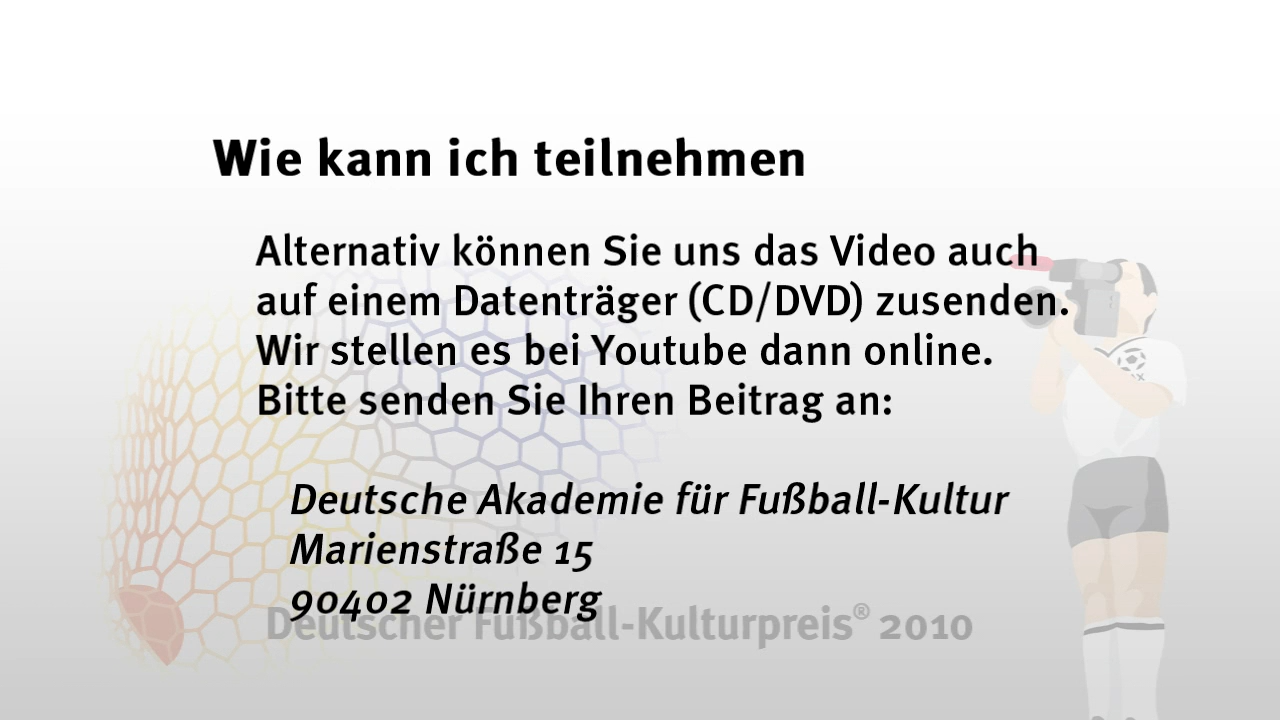 Wie kann ich teilnehmen
Alternativ können Sie uns das Video auch
auf einem Datenträger (CD/DVD) zusenden.
Wir stellen es bei Youtube dann online.
Bitte senden Sie Ihren Beitrag an:
Deutsche Akademie für Fußball-Kultur
Marienstraße 15
90402 Nürnberg
Deutscher Fußball-Kulturpreis® 2010